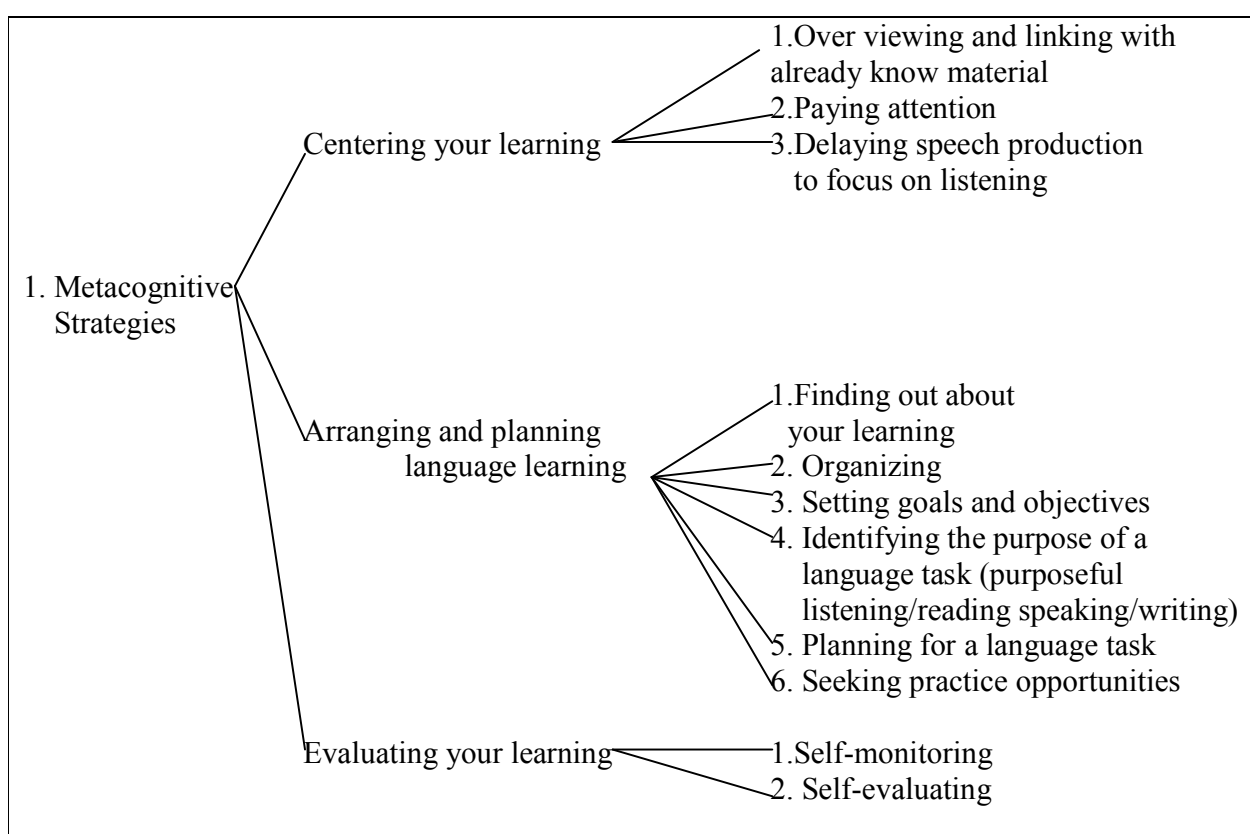 1.Over viewing and linking with
already know material
2.Paying attention
Centering your learning
3.Delaying speech production
to focus on listening
1. Metacognitive
Strategies
1.Finding out about
your learning
Arranging and planning
language learning
2. Organizing
3. Setting goals and objectives
4. Identifying the purpose of a
language task (purposeful
listening/reading speaking/writing)
5. Planning for a language task
6. Seeking practice opportunities
Evaluating your learning
1.Self-monitoring
2. Self-evaluating